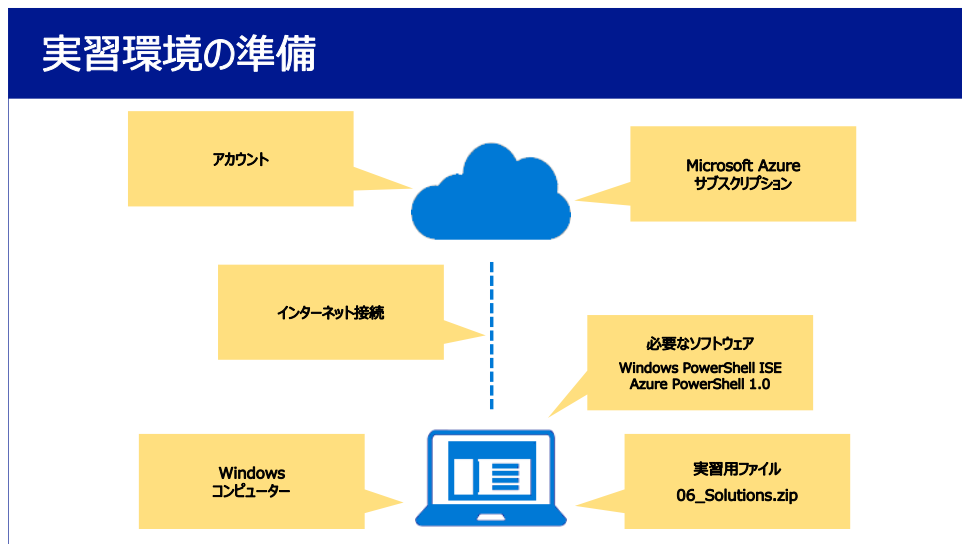 実習環境の準備
アカウント
Microsoft Azure
サブスクリプション
インターネット接続
必要なソフトウェア
Windows PowerShell ISE
Azure PowerShell 1.0
Windows
コンピューター
実習用ファイル
06_Solutions.zip